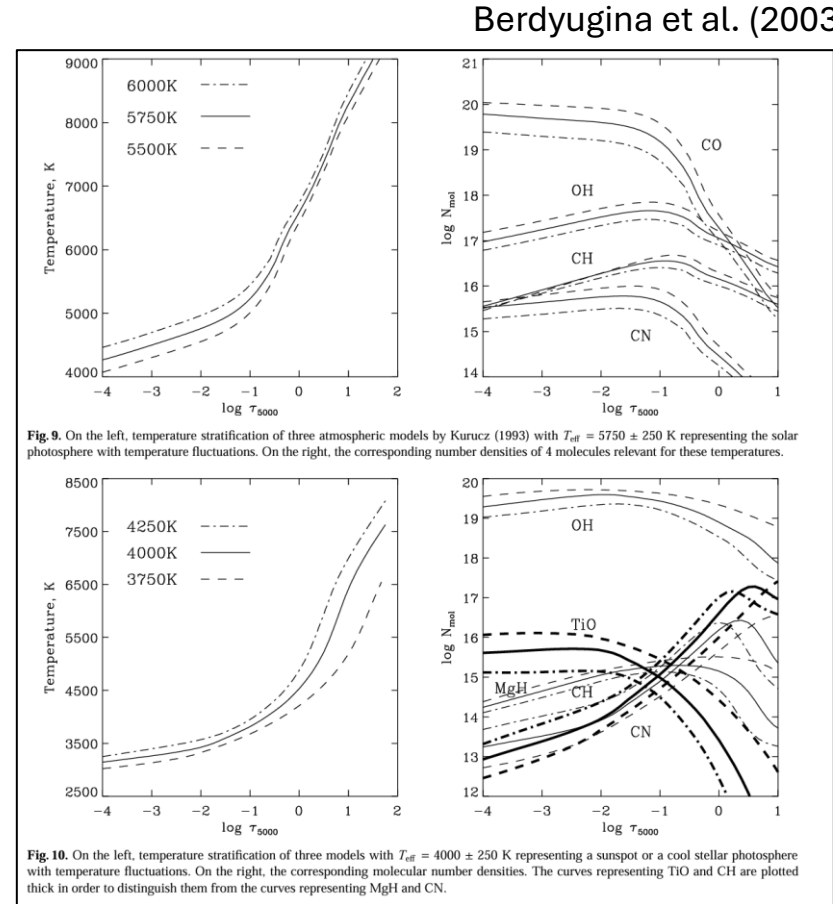 Berdyugina et al. (2003
9000
8000
7000
6000
5000
4000
Temperature, K
6000K
5750K
5500K
−4 −3 −2 −1 0 1 2
log τ5000
21
20
19
18
17
16
15
14
log Nmol
CO
OH
CH
CN
−4 −3 −2 −1 0 1
log τ5000
Fig. 9. On the left, temperature stratification of three atmospheric models by Kurucz (1993) with Teff = 5750 ± 250 K representing the solar
photosphere with temperature fluctuations. On the right, the corresponding number densities of 4 molecules relevant for these temperatures.
8500
7500
6500
5500
4500
3500
2500
Temperature, K
4250K
4000K
3750K
−4 −3 −2 −1 0 1 2
log τ5000
20
19
18
17
16
15
14
13
12
log Nmol
OH
TiO
MgH
CH
CN
−4 −3 −2 −1 0 1
log τ5000
Fig. 10. On the left, temperature stratification of three models with Teff = 4000 ± 250 K representing a sunspot or a cool stellar photosphere
with temperature fluctuations. On the right, the corresponding molecular number densities. The curves representing TiO and CH are plotted
thick in order to distinguish them from the curves representing MgH and CN.